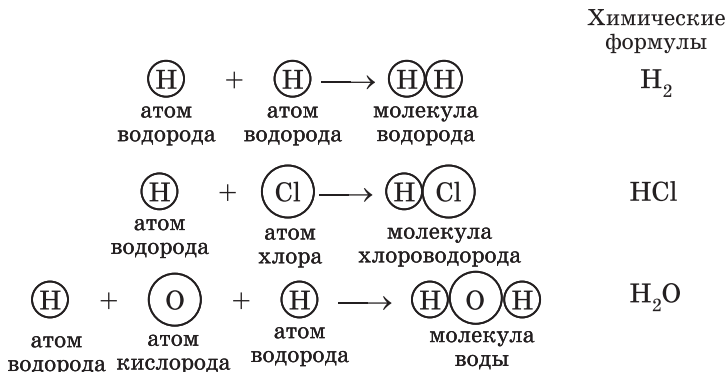 Химические
формулы
H + H → HH H₂
атом атом молекула
водорода водорода водорода
H + Cl → HCl HCl
атом атом молекула
водорода хлора хлороводорода
H + O + H → HOH H₂O
атом атом атом молекула
водорода кислорода водорода воды